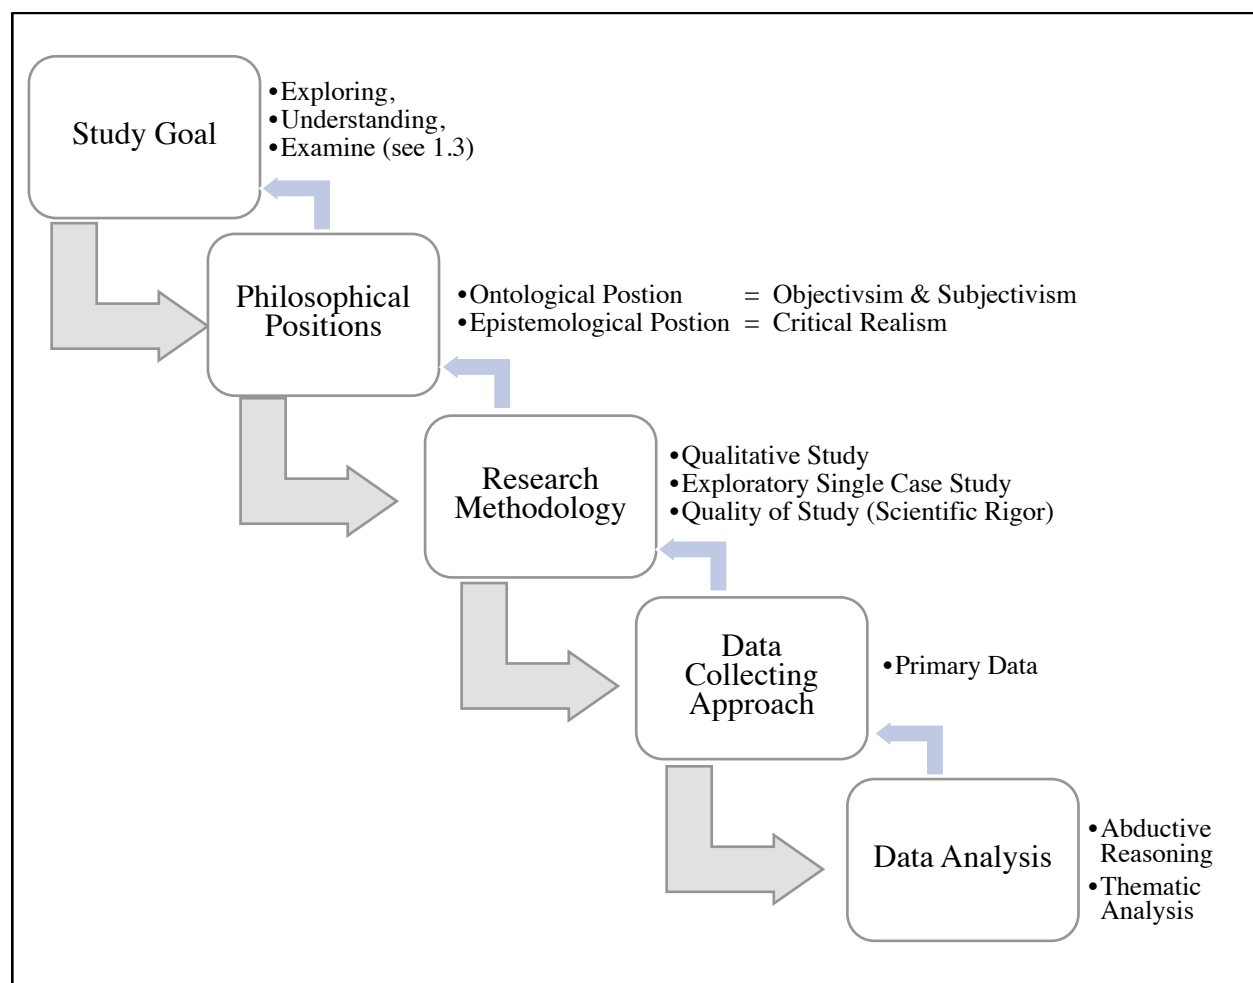 Study Goal
•Exploring,
•Understanding,
•Examine (see 1.3)
Philosophical
Positions
•Ontological Postion = Objectivsim & Subjectivism
•Epistemological Postion = Critical Realism
Research
Methodology
•Qualitative Study
•Exploratory Single Case Study
•Quality of Study (Scientific Rigor)
Data
Collecting
Approach
•Primary Data
Data Analysis
•Abductive
Reasoning
•Thematic
Analysis